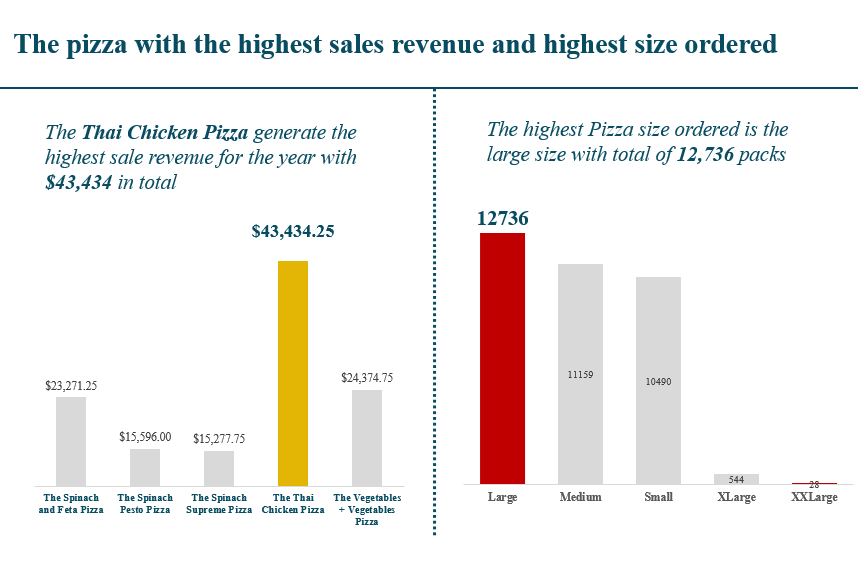 The pizza with the highest sales revenue and highest size ordered
The Thai Chicken Pizza generate the
highest sale revenue for the year with
$43,434 in total
$43,434.25
$23,271.25
$15,596.00
$15,277.75
$24,374.75
The Spinach
and Feta Pizza
The Spinach
Pesto Pizza
The Spinach
Supreme Pizza
The Thai
Chicken Pizza
The Vegetables
+ Vegetables
Pizza
The highest Pizza size ordered is the
large size with total of 12,736 packs
12736
11159
10490
544
28
Large
Medium
Small
XLarge
XXLarge